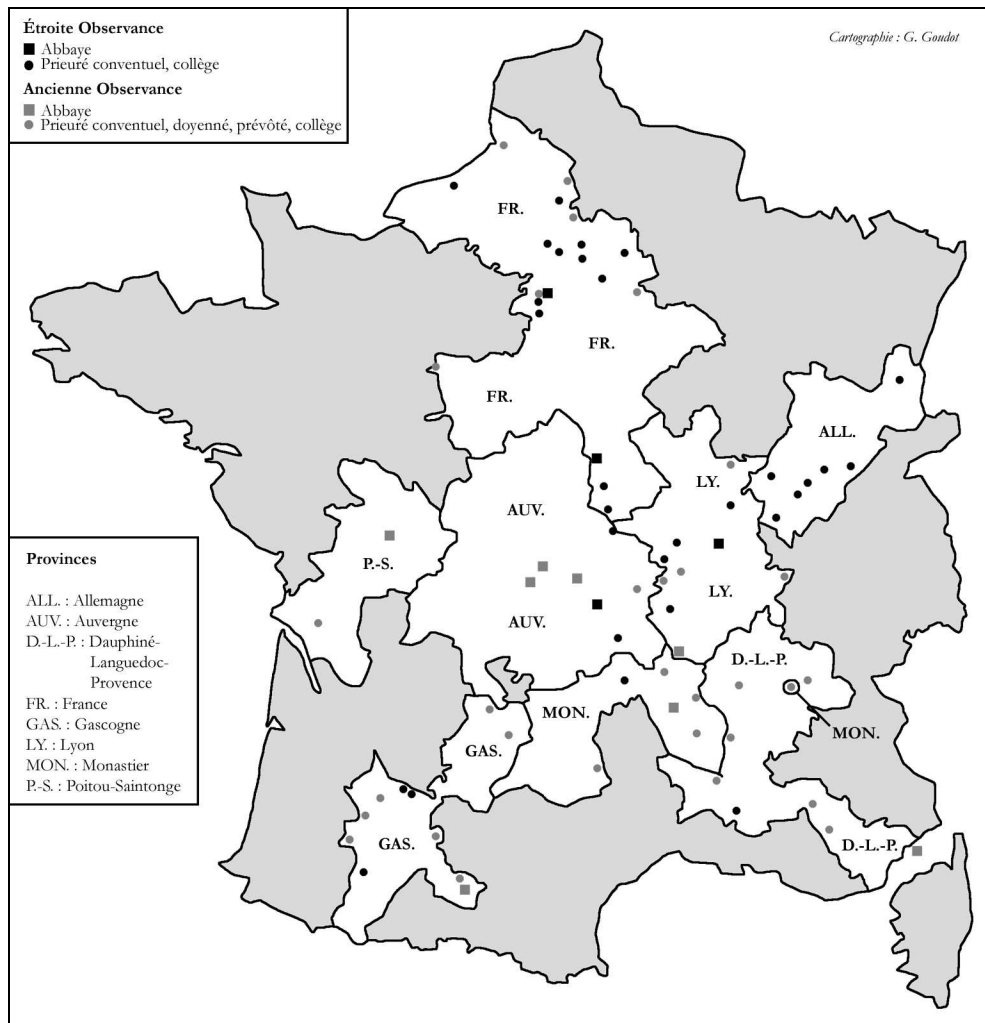 Étroite Observance
Abbaye
Prieuré conventuel, collège
Ancienne Observance
Abbaye
Prieuré conventuel, doyenné, prévôté, collège
Cartographie : G. Goudot
FR.
FR.
FR.
ALL.
LY.
AUV.
P.-S.
LY.
AUV.
D.-L.-P.
MON.
MON.
GAS.
GAS.
D.-L.-P.
Provinces
ALL. : Allemagne
AUV. : Auvergne
D.-L.-P. : Dauphiné-
Languedoc-
Provence
FR. : France
GAS. : Gascogne
LY. : Lyon
MON. : Monastier
P.-S. : Poitou-Saintonge